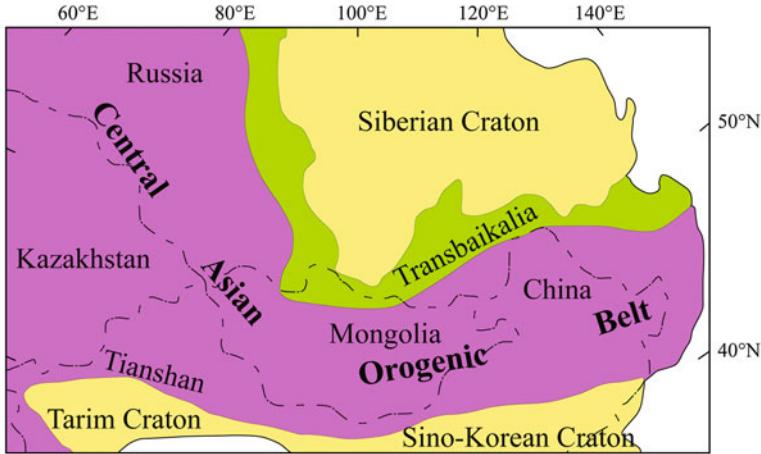 60°E 80°E 100°E 120°E 140°E
Russia
Siberian Craton
50°N
Central
Transbaikalia
Kazakhstan
Asian
China
Belt
Mongolia
Orogenic
40°N
Tianshan
Tarim Craton
Sino-Korean Craton